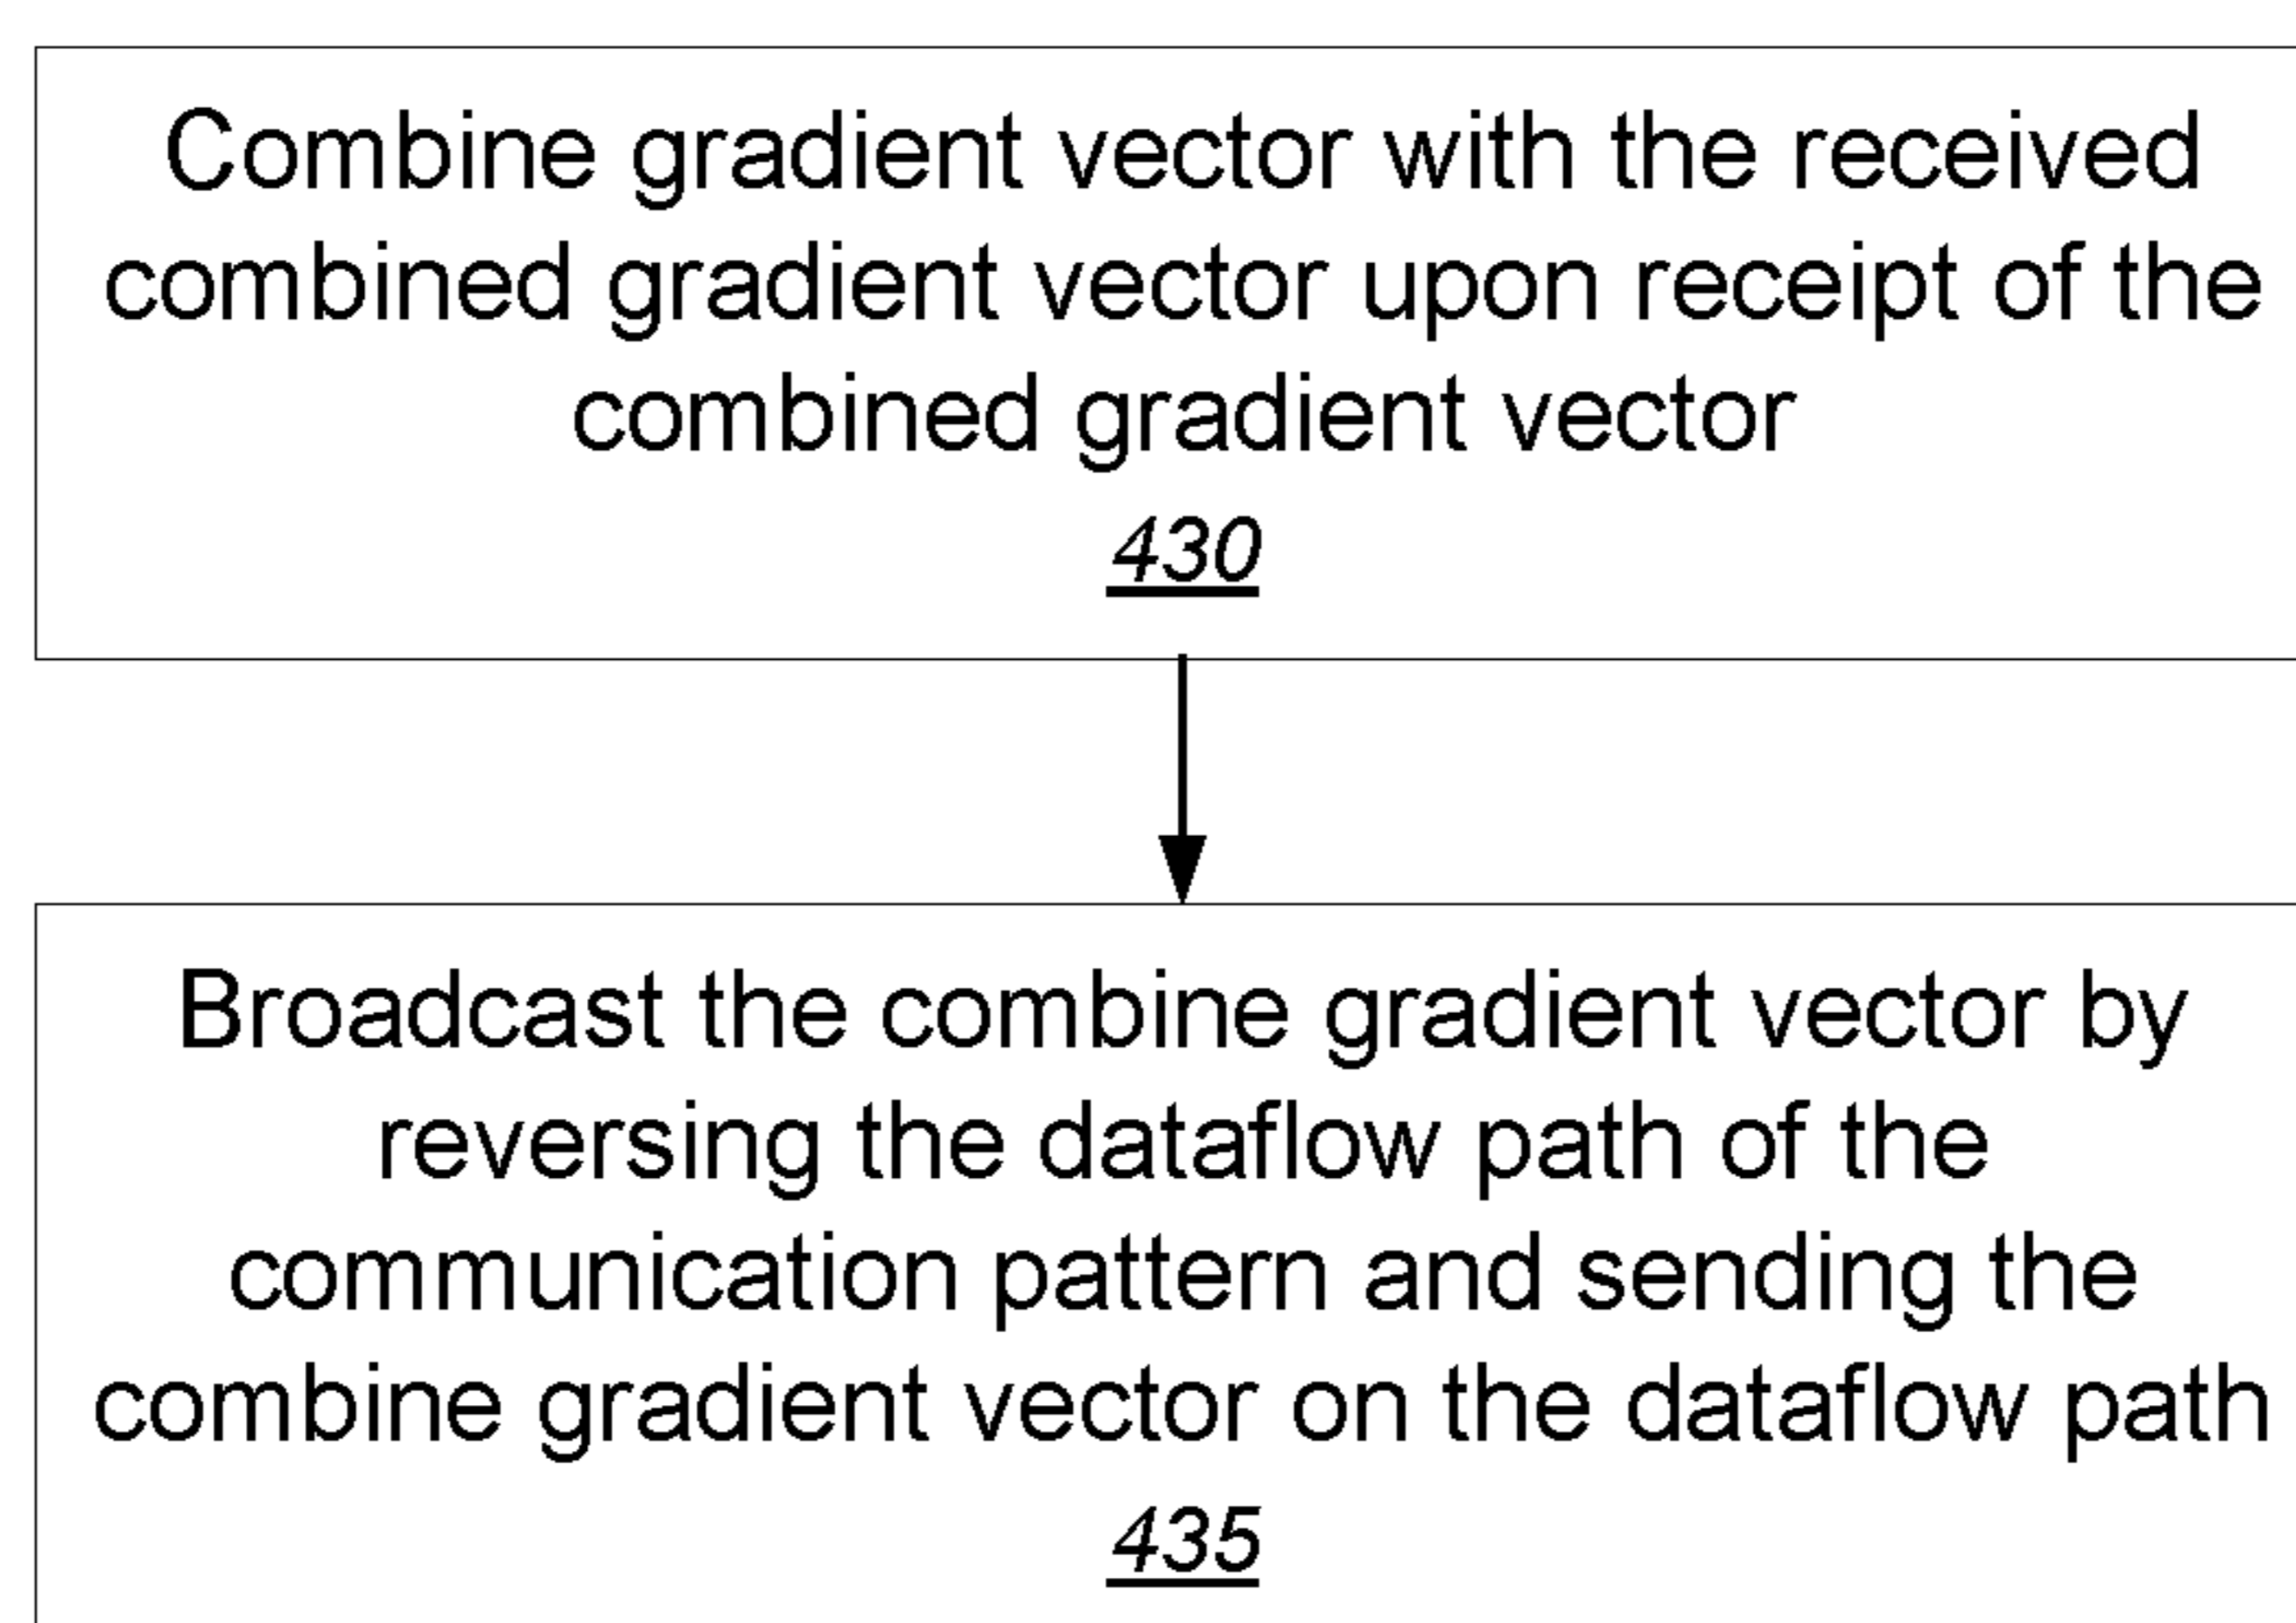 Combine gradient vector with the received
combined gradient vector upon receipt of the
combined gradient vector
430
Broadcast the combine gradient vector by
reversing the dataflow path of the
communication pattern and sending the
combine gradient vector on the dataflow path
435